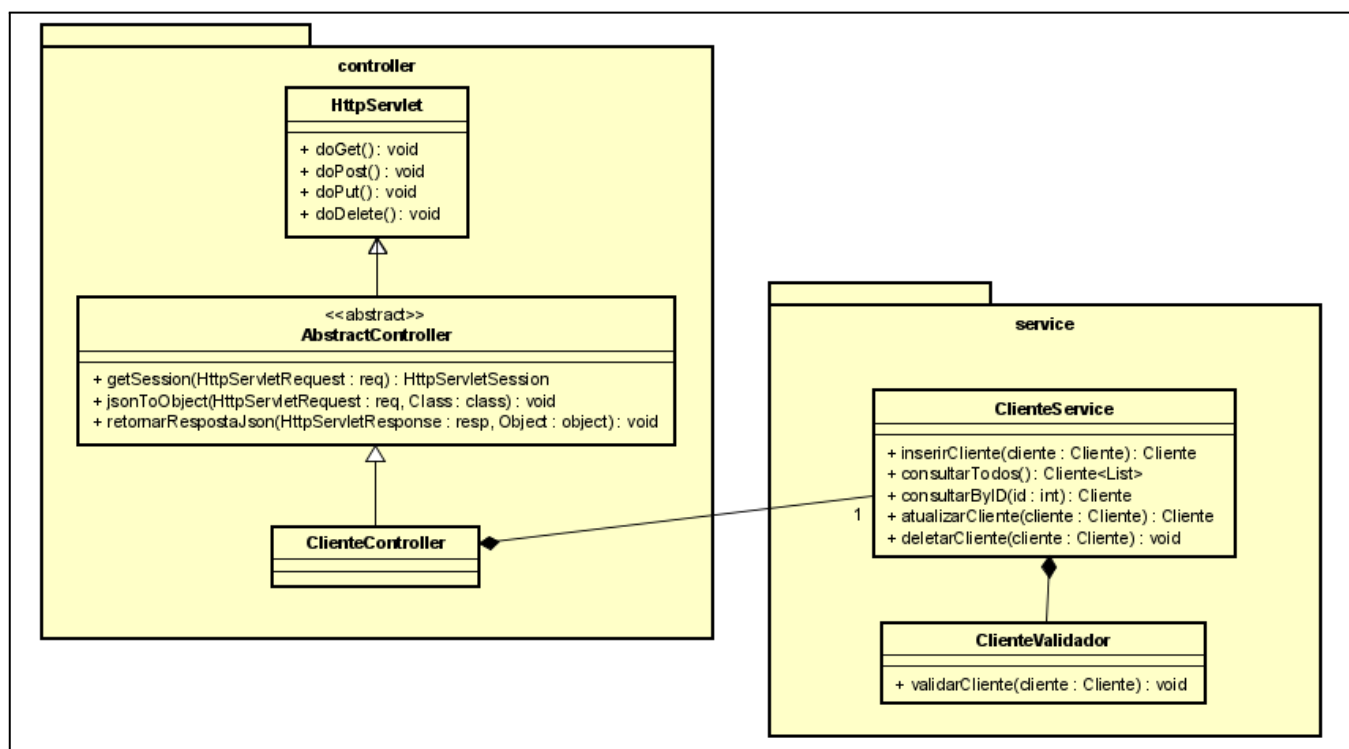 controller
HttpServlet
+ doGet() : void
+ doPost() : void
+ doPut() : void
+ doDelete() : void
<<abstract>>
AbstractController
+ getSession(HttpServletRequest : req) : HttpServletSession
+ jsonToObject(HttpServletRequest : req, Class : class) : void
+ retornarRespostaJson(HttpServletResponse : resp, Object : object) : void
ClienteController
1
service
ClienteService
+ inserirCliente(cliente : Cliente) : Cliente
+ consultarTodos() : Cliente<List>
+ consultarByID(id : int) : Cliente
+ atualizarCliente(cliente : Cliente) : Cliente
+ deletarCliente(cliente : Cliente) : void
ClienteValidador
+ validarCliente(cliente : Cliente) : void